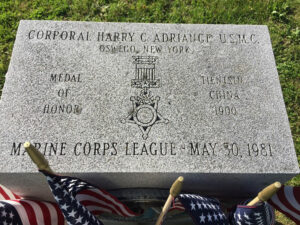 CORPORAL HARRY C. ADRIANCE U.S.M.C.
OSWEGO, NEW YORK
MEDAL
OF
HONOR
TIENTSIN
CHINA
1900
MARINE CORPS LEAGUE - MAY 30, 1981